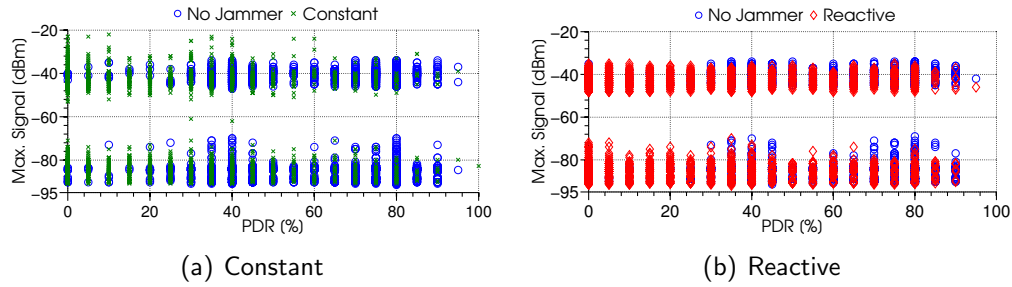 No Jammer Constant
Max. Signal (dBm)
−20
−40
−60
−80
−95
0 20 40 60 80 100
PDR [%]
(a) Constant
No Jammer Reactive
Max. Signal (dBm)
−20
−40
−60
−80
−95
0 20 40 60 80 100
PDR [%]
(b) Reactive